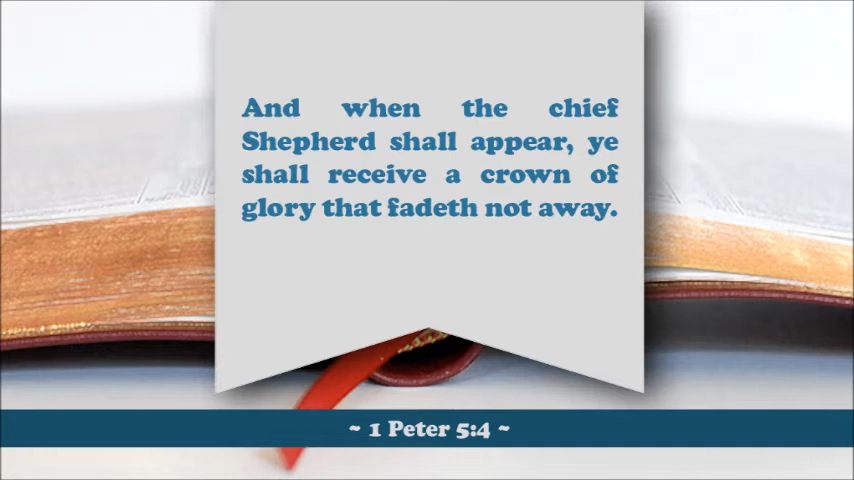 And when the chief
Shepherd shall appear, ye
shall receive a crown of
glory that fadeth not away.
~ 1 Peter 5:4 ~